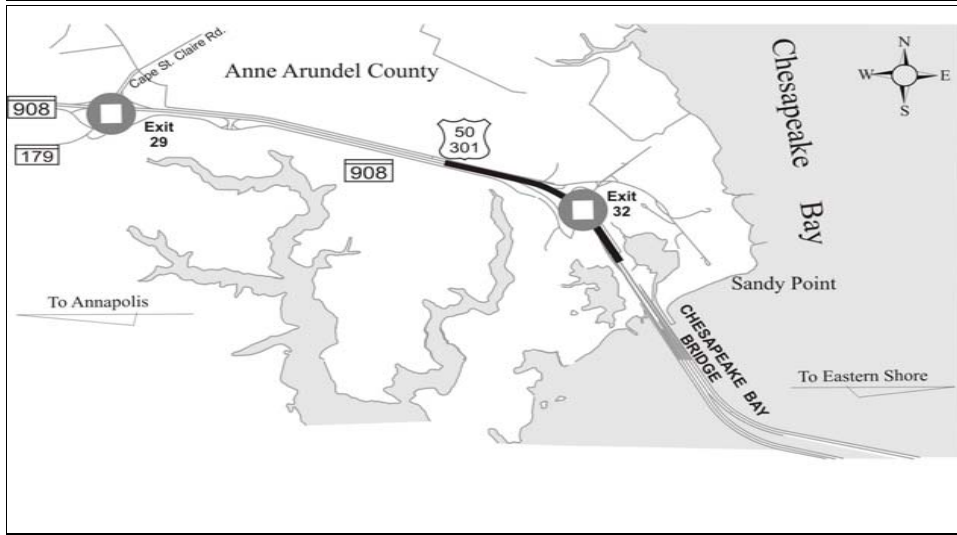 Cape St. Claire Rd.
Anne Arundel County
Chesapeake Bay
N
W
E
S
908
Exit
29
179
50
301
908
Exit
32
Sandy Point
To Annapolis
CHESAPEAKE BAY
BRIDGE
To Eastern Shore